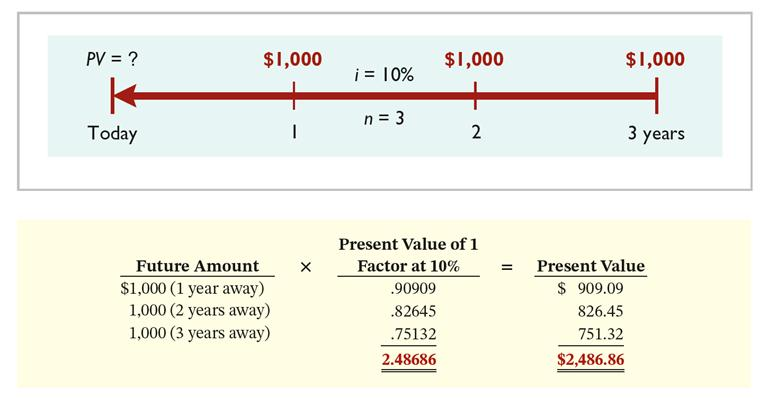 PV = ? $1,000 $1,000 $1,000
i = 10%
n = 3
Today 1 2 3 years
Present Value of 1
Future Amount × Factor at 10% = Present Value
$1,000 (1 year away) .90909 $ 909.09
1,000 (2 years away) .82645 826.45
1,000 (3 years away) .75132 751.32
2.48686 $2,486.86